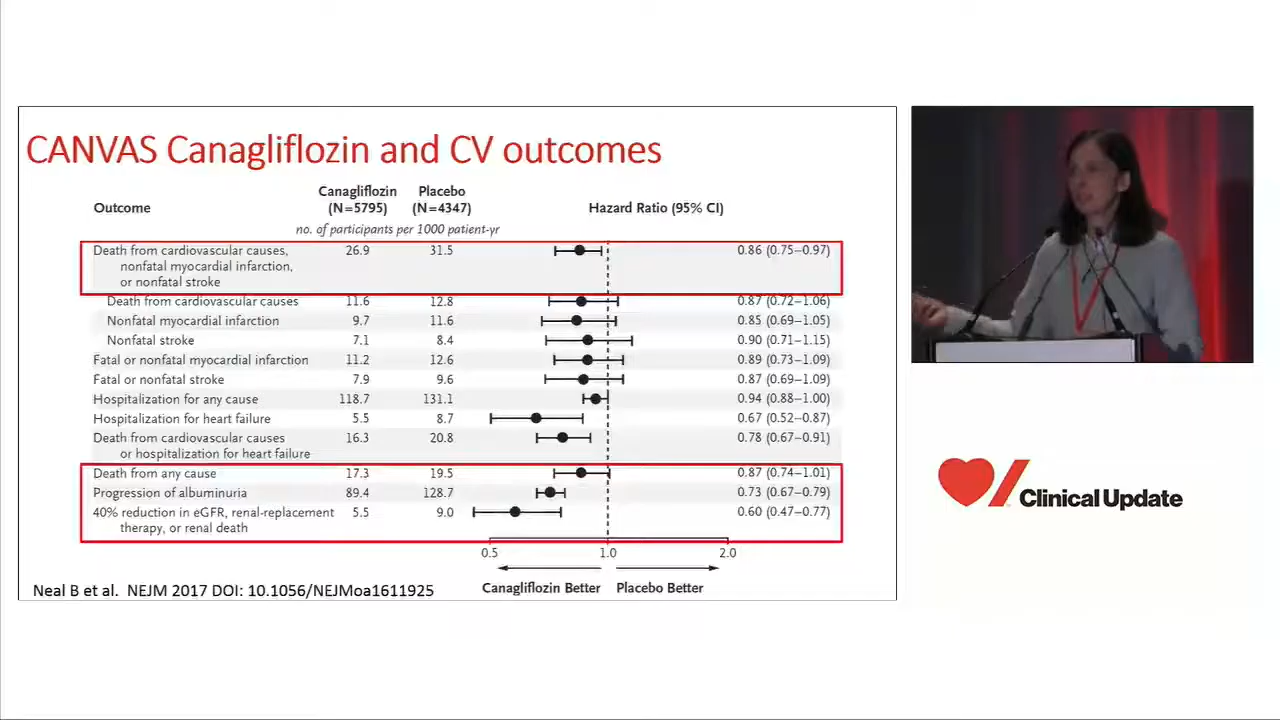 CANVAS Canagliflozin and CV outcomes
Outcome Canagliflozin (N=5795) Placebo (N=4347) Hazard Ratio (95% CI)
no. of participants per 1000 patient-yr
Death from cardiovascular causes, 26.9 31.5 0.86 (0.75–0.97)
nonfatal myocardial infarction,
or nonfatal stroke
Death from cardiovascular causes 11.6 12.8 0.87 (0.72–1.06)
Nonfatal myocardial infarction 9.7 11.6 0.85 (0.69–1.05)
Nonfatal stroke 7.1 8.4 0.90 (0.71–1.15)
Fatal or nonfatal myocardial infarction 11.2 12.6 0.89 (0.73–1.09)
Fatal or nonfatal stroke 7.9 9.6 0.87 (0.69–1.09)
Hospitalization for any cause 118.7 131.1 0.94 (0.88–1.00)
Hospitalization for heart failure 5.5 8.7 0.67 (0.52–0.87)
Death from cardiovascular causes 16.3 20.8 0.78 (0.67–0.91)
or hospitalization for heart failure
Death from any cause 17.3 19.5 0.87 (0.74–1.01)
Progression of albuminuria 89.4 128.7 0.73 (0.67–0.79)
40% reduction in eGFR, renal-replacement 5.5 9.0 0.60 (0.47–0.77)
therapy, or renal death
0.5 1.0 2.0
Canagliflozin Better Placebo Better
Neal B et al. NEJM 2017 DOI: 10.1056/NEJMoa1611925
Clinical Update